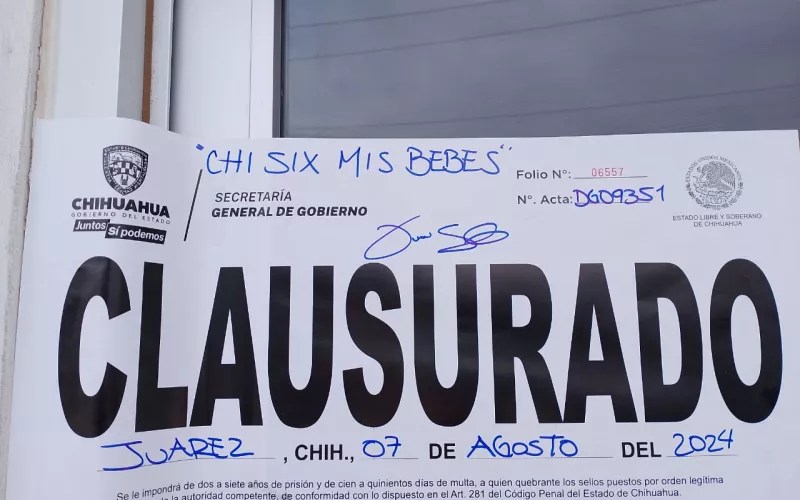 "CHI SIX MIS BEBES"
Folio N°: 06557
N°. Acta: DG09351
CHIHUAHUA
GOBIERNO DEL ESTADO
Juntos Sí podemos
SECRETARÍA
GENERAL DE GOBIERNO
ESTADOS UNIDOS MEXICANOS
ESTADO LIBRE Y SOBERANO
DE CHIHUAHUA
CLAUSURADO
JUAREZ, CHIH., 07 DE AGOSTO DEL 2024
Se le impondrá de dos a siete años de prisión y de cien a quinientos días de multa, a quien quebrante los sellos puestos por orden legítima
la autoridad competente, de conformidad con lo dispuesto en el Art. 281 del Código Penal del Estado de Chihuahua.